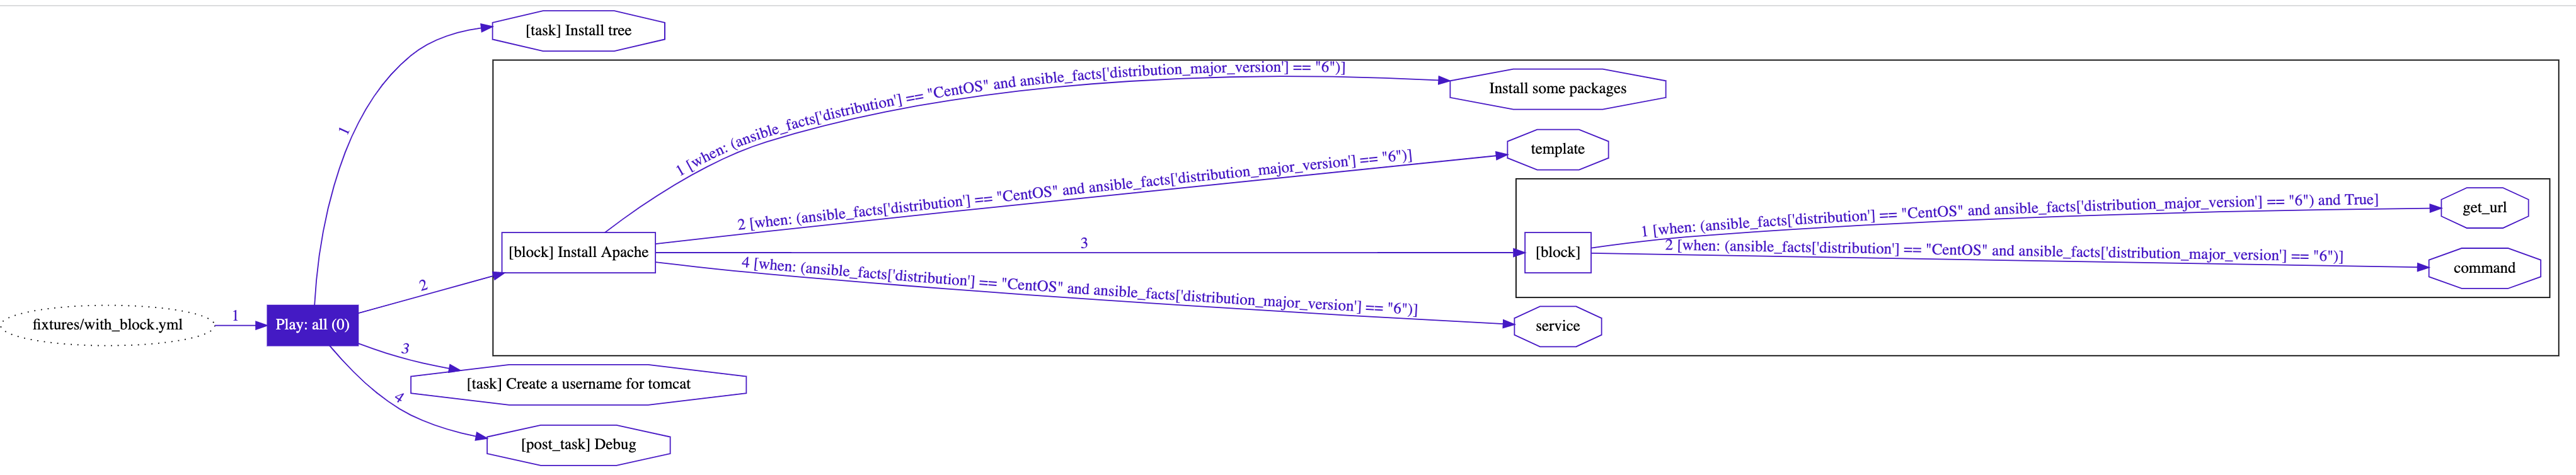 [task] Install tree
1
1 [when: (ansible_facts['distribution'] == "CentOS" and ansible_facts['distribution_major_version'] == "6")]
Install some packages
2 [when: (ansible_facts['distribution'] == "CentOS" and ansible_facts['distribution_major_version'] == "6")]
template
[block] Install Apache
3
[block]
1 [when: (ansible_facts['distribution'] == "CentOS" and ansible_facts['distribution_major_version'] == "6") and True]
get_url
2 [when: (ansible_facts['distribution'] == "CentOS" and ansible_facts['distribution_major_version'] == "6")]
command
4 [when: (ansible_facts['distribution'] == "CentOS" and ansible_facts['distribution_major_version'] == "6")]
service
2
fixtures/with_block.yml
1
Play: all (0)
3
[task] Create a username for tomcat
4
[post_task] Debug